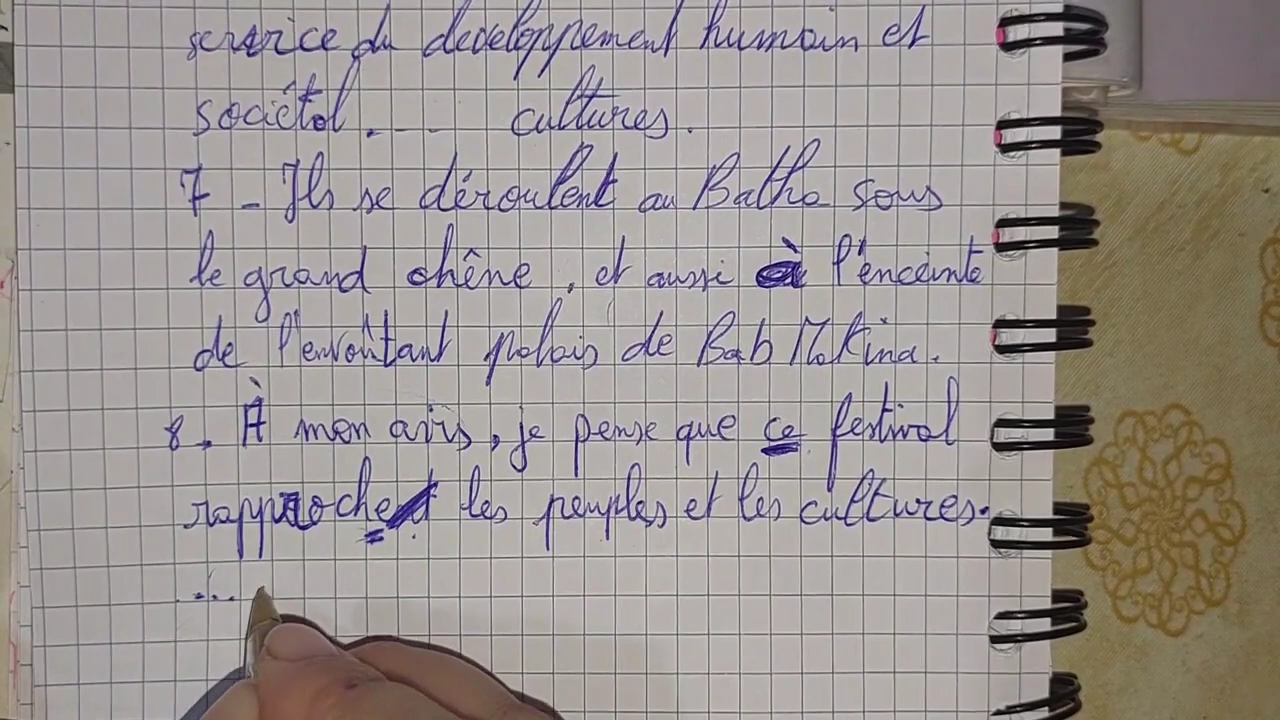 service du developpement humain et
sociétal. -- cultures.
7 - Ils se déroulent au Batha sous
le grand chêne, et aussi à l'enceinte
de l'envoûtant palais de Bab Makina.
8. À mon avis, je pense que ce festival
rapproche les peuples et les cultures.
...